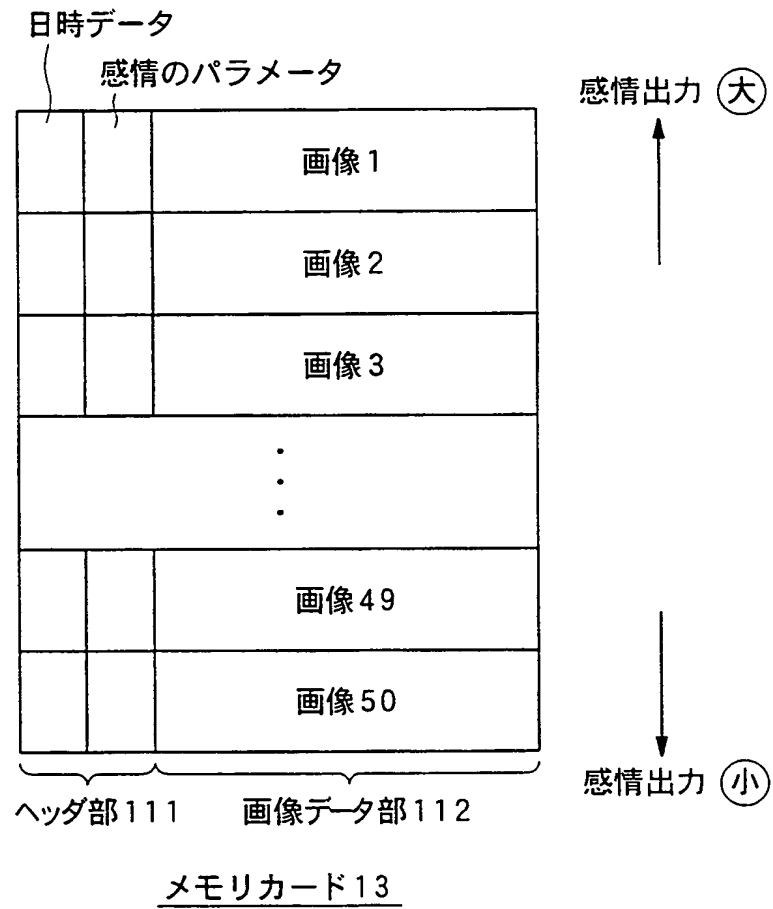 日時データ
感情のパラメータ
感情出力 大
画像1
画像2
画像3
画像49
画像50
感情出力 小
ヘッダ部111
画像データ部112
メモリカード13